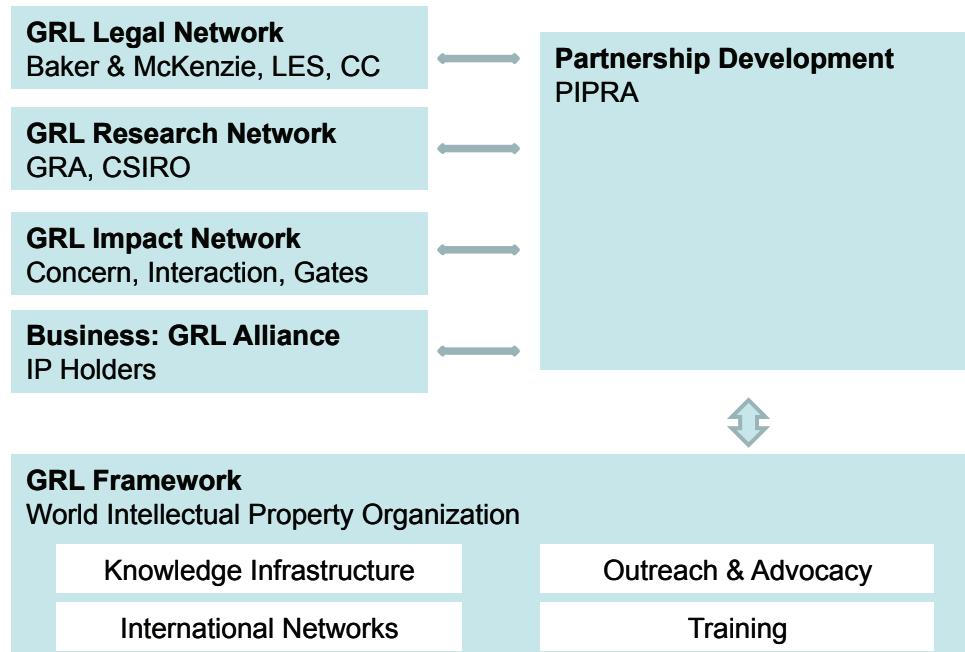 GRL Legal Network
Baker & McKenzie, LES, CC
GRL Research Network
GRA, CSIRO
GRL Impact Network
Concern, Interaction, Gates
Business: GRL Alliance
IP Holders
Partnership Development
PIPRA
GRL Framework
World Intellectual Property Organization
Knowledge Infrastructure
Outreach & Advocacy
International Networks
Training